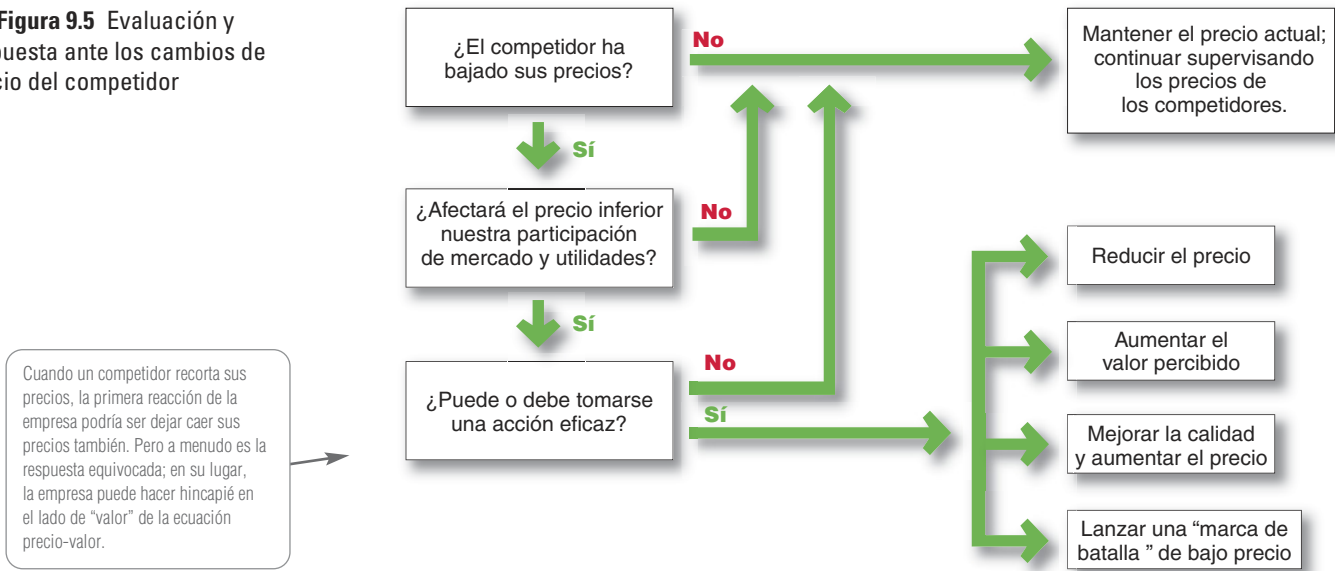 Figura 9.5 Evaluación y
puesta ante los cambios de
cio del competidor
¿El competidor ha
bajado sus precios?
No
Mantener el precio actual;
continuar supervisando
los precios de
los competidores.
Sí
¿Afectará el precio inferior
nuestra participación
de mercado y utilidades?
No
Reducir el precio
Sí
Aumentar el
valor percibido
¿Puede o debe tomarse
una acción eficaz?
No
Sí
Mejorar la calidad
y aumentar el precio
Lanzar una “marca de
batalla ” de bajo precio
Cuando un competidor recorta sus
precios, la primera reacción de la
empresa podría ser dejar caer sus
precios también. Pero a menudo es la
respuesta equivocada; en su lugar,
la empresa puede hacer hincapié en
el lado de “valor” de la ecuación
precio-valor.